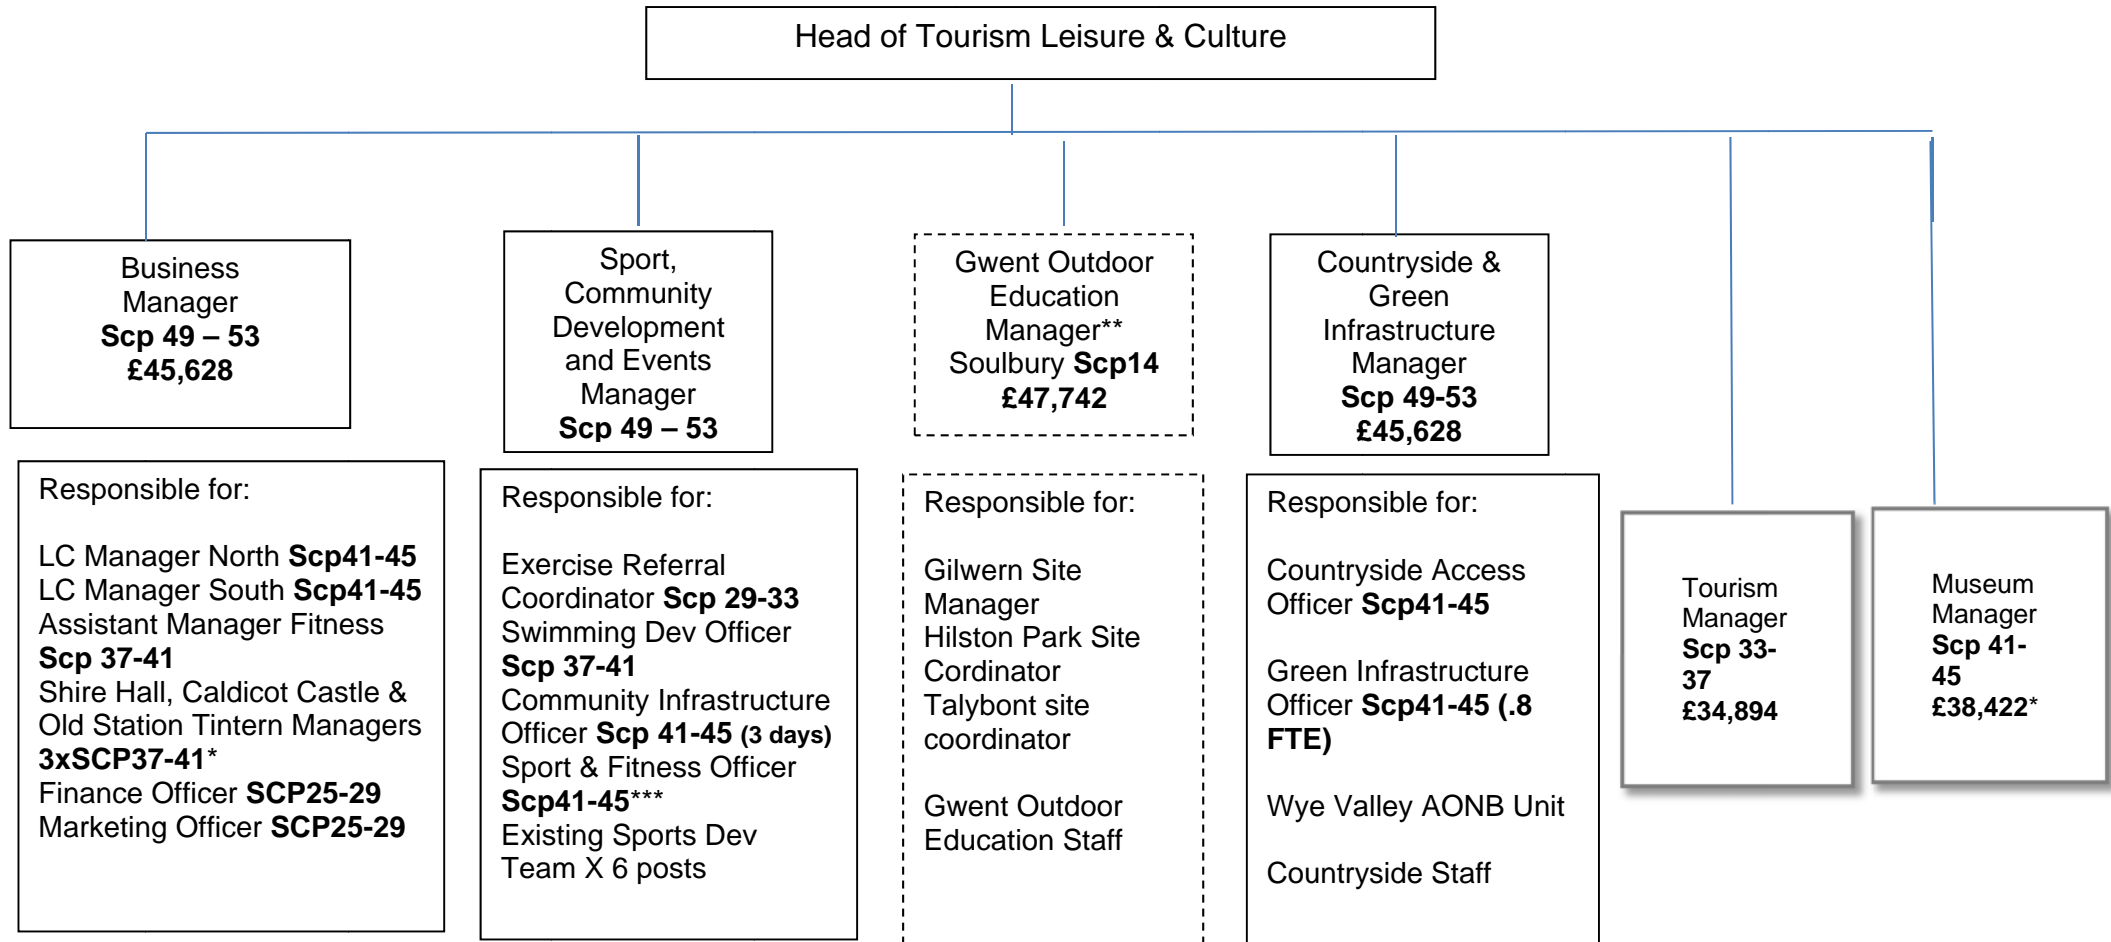 Head of Tourism Leisure & Culture
Business
Manager
Scp 49 – 53
£45,628
Sport,
Community
Development
and Events
Manager
Scp 49 – 53
Gwent Outdoor
Education
Manager**
Soulbury Scp14
£47,742
Countryside &
Green
Infrastructure
Manager
Scp 49-53
£45,628
Responsible for:
LC Manager North Scp41-45
LC Manager South Scp41-45
Assistant Manager Fitness
Scp 37-41
Shire Hall, Caldicot Castle &
Old Station Tintern Managers
3xSCP37-41*
Finance Officer SCP25-29
Marketing Officer SCP25-29
Responsible for:
Exercise Referral
Coordinator Scp 29-33
Swimming Dev Officer
Scp 37-41
Community Infrastructure
Officer Scp 41-45 (3 days)
Sport & Fitness Officer
Scp41-45***
Existing Sports Dev
Team X 6 posts
Responsible for:
Gilwern Site
Manager
Hilston Park Site
Cordinator
Talybont site
coordinator
Gwent Outdoor
Education Staff
Responsible for:
Countryside Access
Officer Scp41-45
Green Infrastructure
Officer Scp41-45 (.8
FTE)
Wye Valley AONB Unit
Countryside Staff
Tourism
Manager
Scp 33-
37
£34,894
Museum
Manager
Scp 41-
45
£38,422*